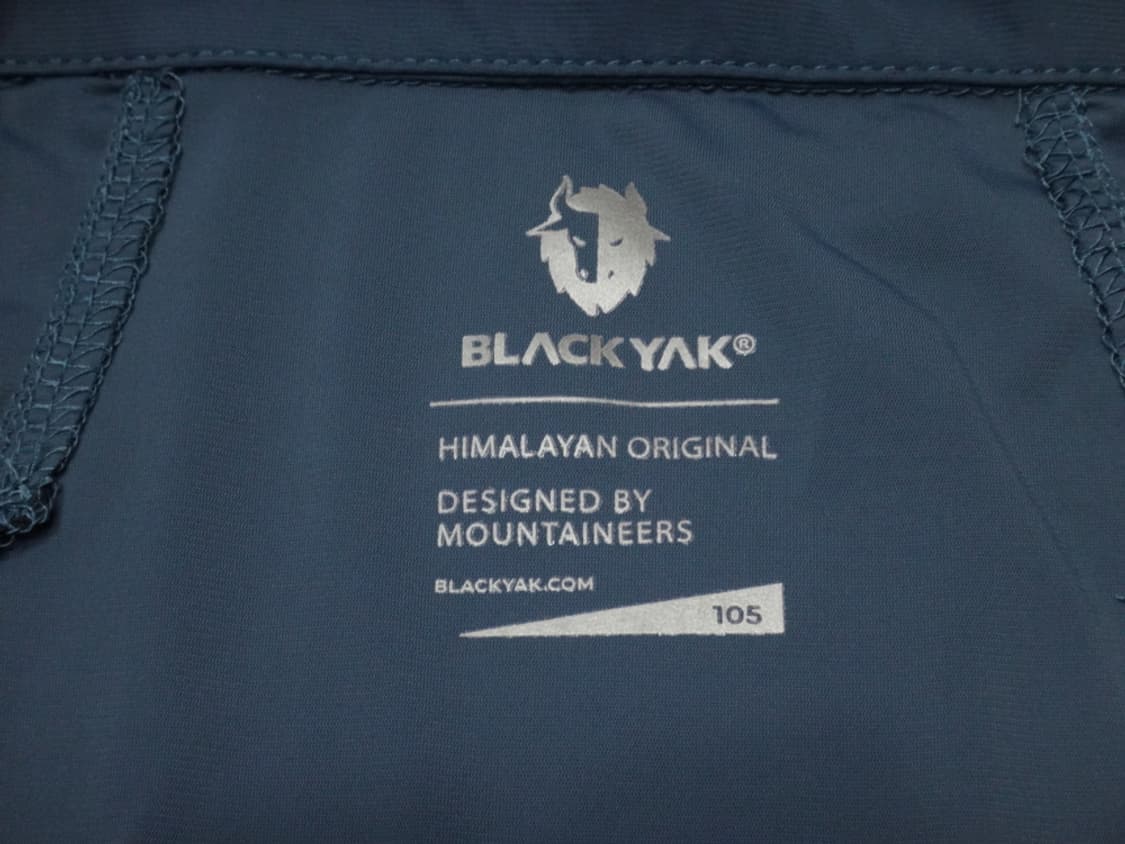 BLACKYAK®
HIMALAYAN ORIGINAL
DESIGNED BY
MOUNTAINEERS
BLACKYAK.COM
105